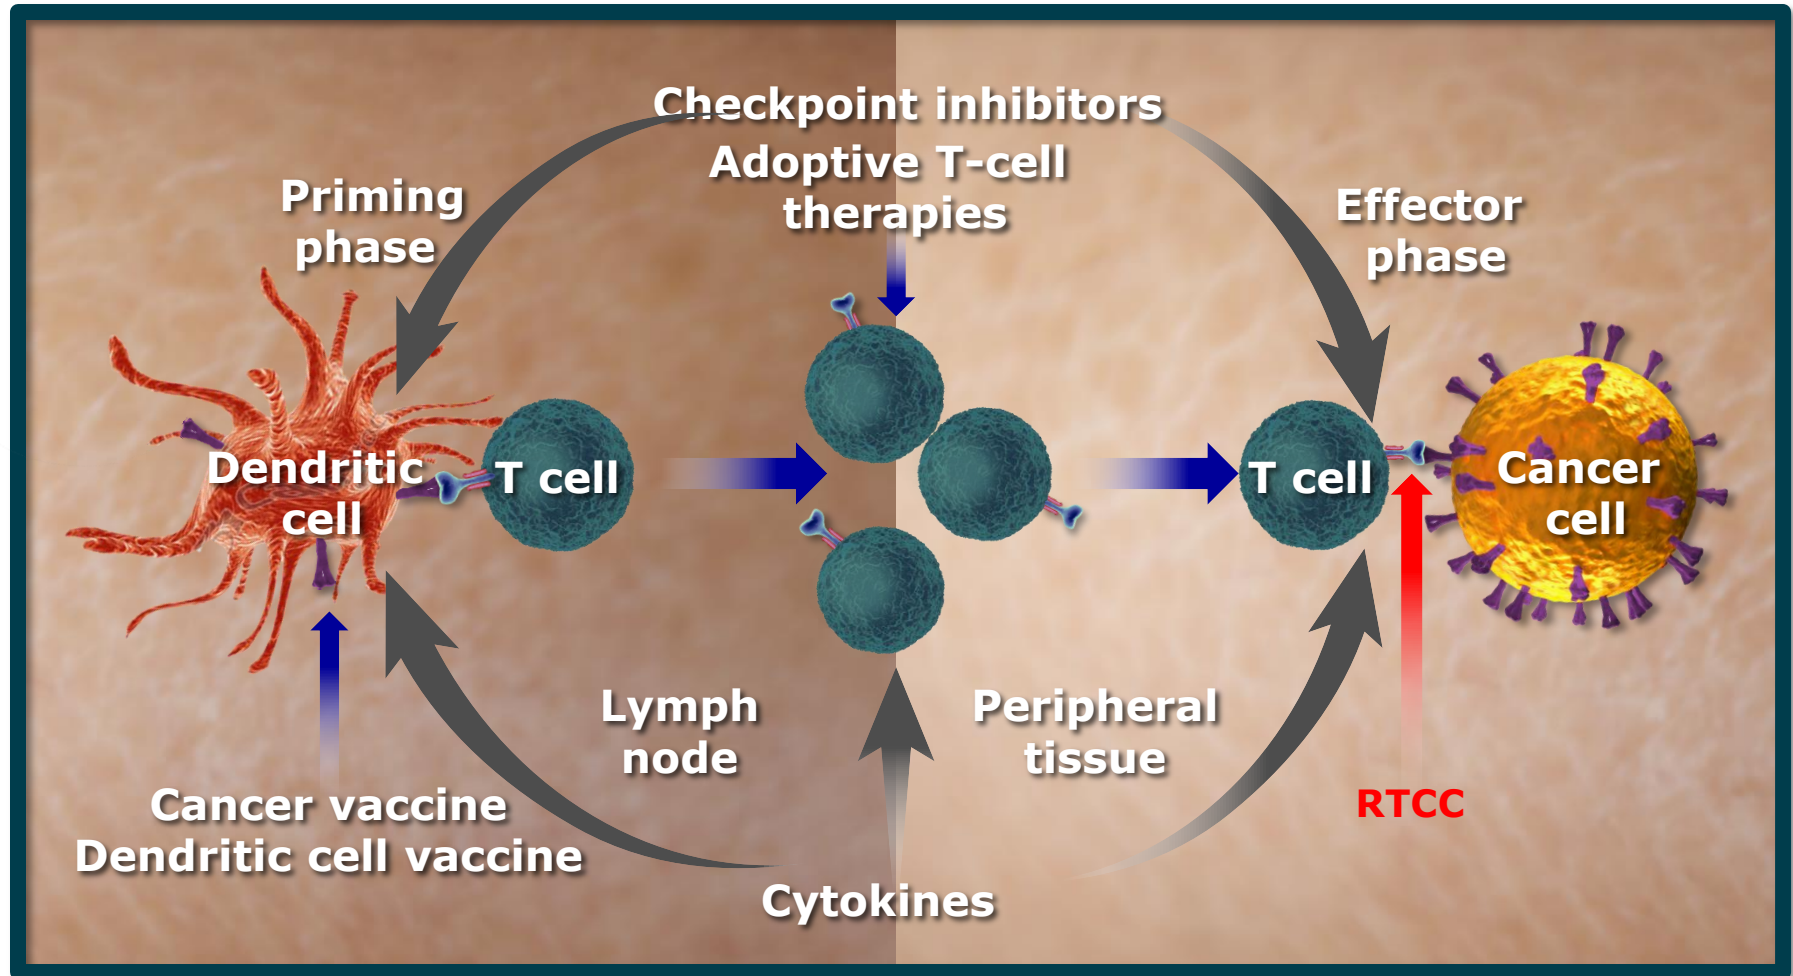 Checkpoint inhibitors
Adoptive T-cell
therapies
Priming
phase
Effector
phase
Dendritic
cell
T cell
T cell
Cancer
cell
Lymph
node
Peripheral
tissue
Cancer vaccine
Dendritic cell vaccine
RTCC
Cytokines